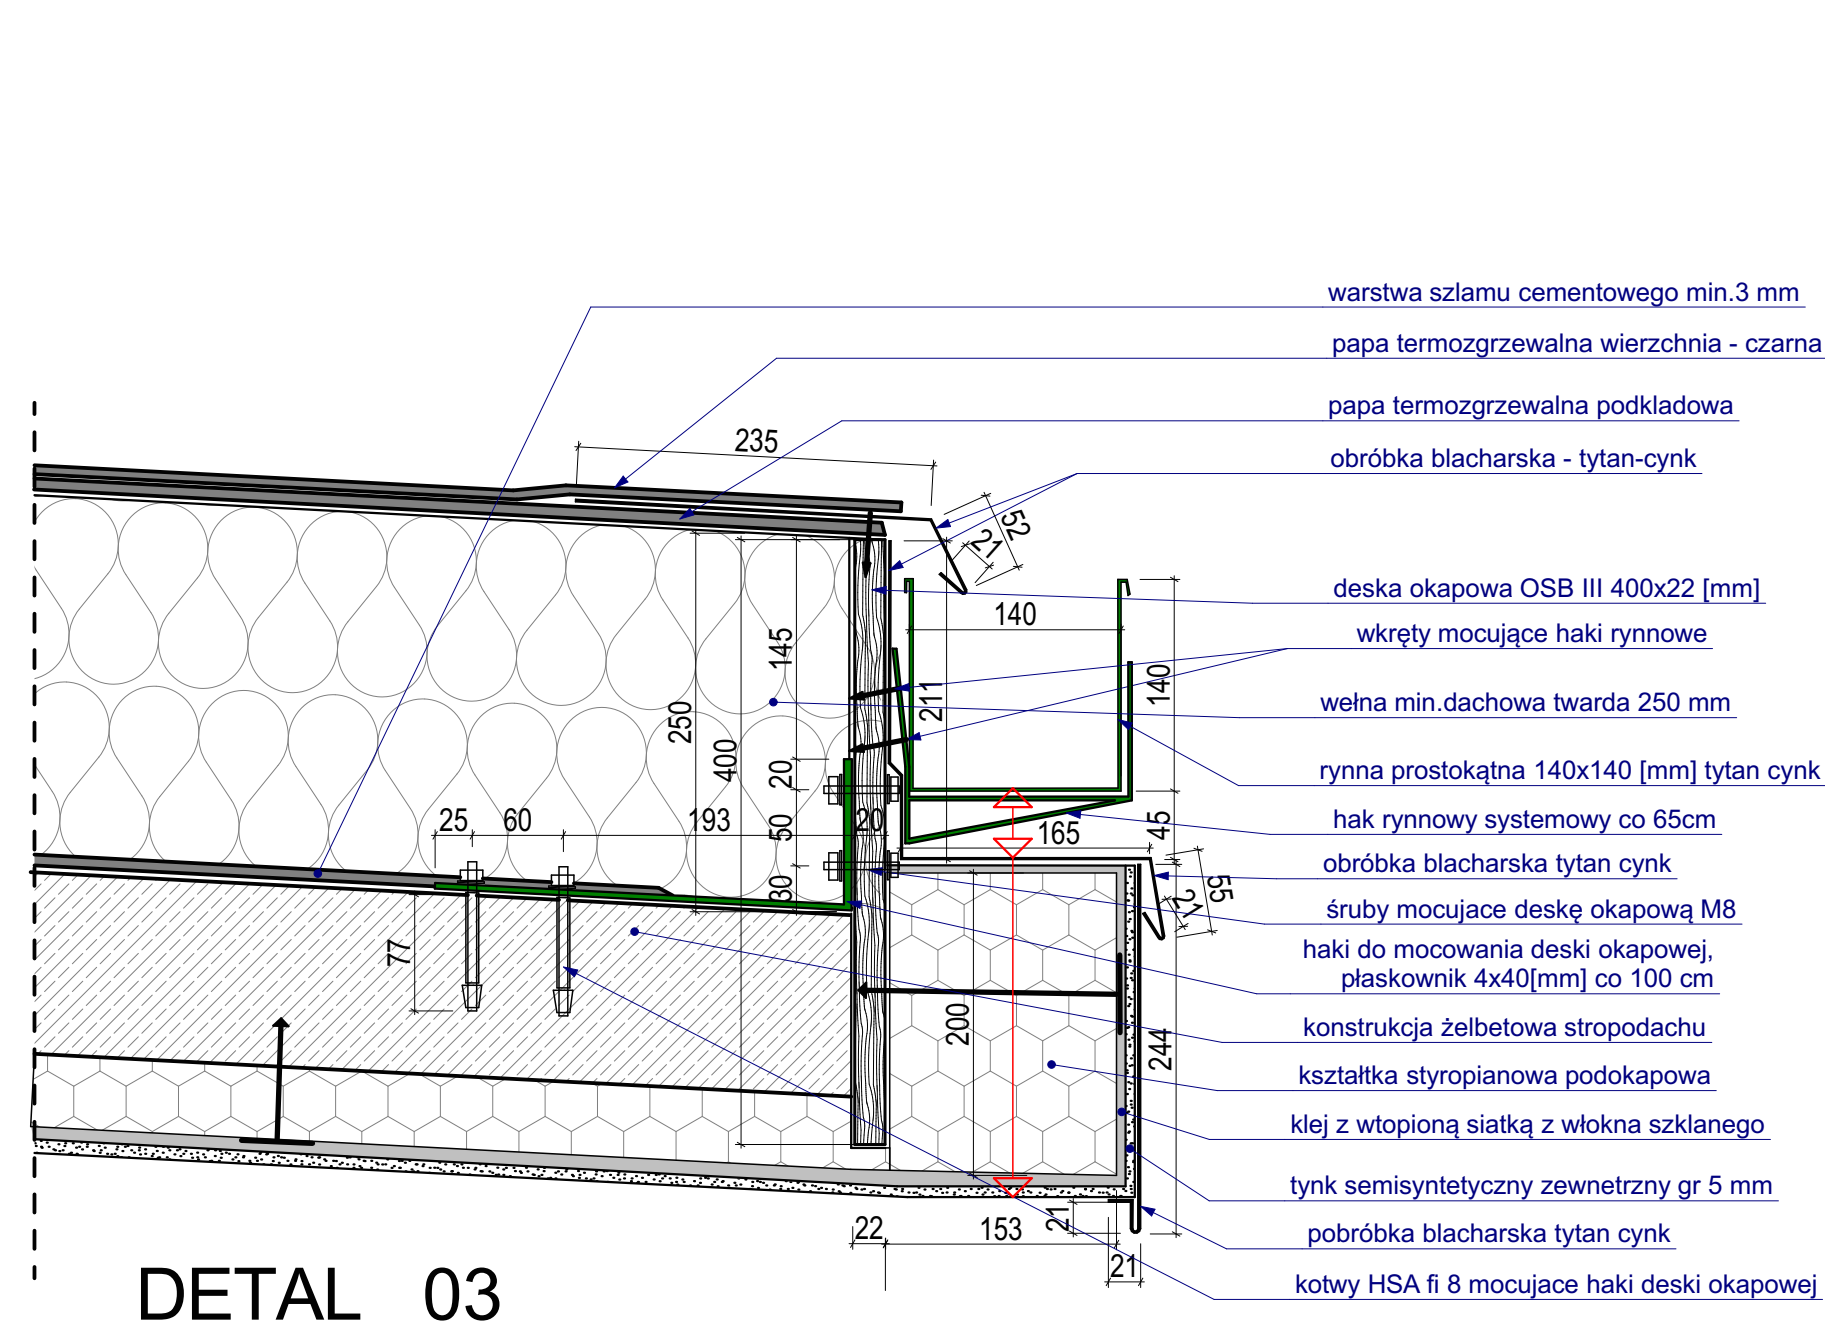 warstwa szlamu cementowego min.3 mm
papa termozgrzewalna wierzchnia - czarna
papa termozgrzewalna podkladowa
235
obróbka blacharska - tytan-cynk
52
21
deska okapowa OSB III 400x22 [mm]
140
wkręty mocujące haki rynnowe
145
140
211
wełna min.dachowa twarda 250 mm
250
400
20
rynna prostokątna 140x140 [mm] tytan cynk
25
60
193
50
20
165
45
hak rynnowy systemowy co 65cm
obróbka blacharska tytan cynk
30
55
21
śruby mocujace deskę okapową M8
77
haki do mocowania deski okapowej,
płaskownik 4x40[mm] co 100 cm
200
konstrukcja żelbetowa stropodachu
244
kształtka styropianowa podokapowa
klej z wtopioną siatką z włokna szklanego
tynk semisyntetyczny zewnetrzny gr 5 mm
22
153
21
pobróbka blacharska tytan cynk
21
kotwy HSA fi 8 mocujace haki deski okapowej
DETAL 03